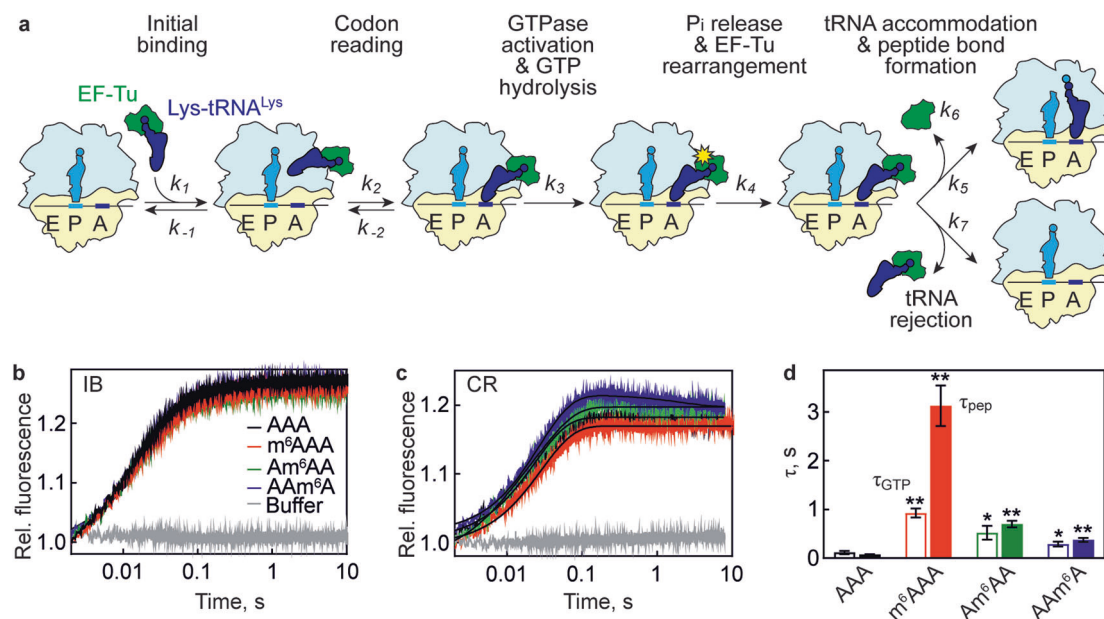 a
Initial
binding
Codon
reading
GTPase
activation
& GTP
hydrolysis
Pi release
& EF-Tu
rearrangement
tRNA accommodation
& peptide bond
formation
EF-Tu
Lys-tRNALys
k1
k-1
k2
k-2
k3
k4
k6
k5
k7
E P A
E P A
E P A
E P A
E P A
E P A
E P A
tRNA
rejection
b
IB
Rel. fluorescence
1.2
1.1
1.0
AAA
m6AAA
Am6AA
AAm6A
Buffer
0.01 0.1 1 10
Time, s
c
CR
Rel. fluorescence
1.2
1.1
1.0
0.01 0.1 1 10
Time, s
d
τ, s
3
2
1
0
τGTP
τpep
**
**
*
**
*
**
AAA
m6AAA
Am6AA
AAm6A